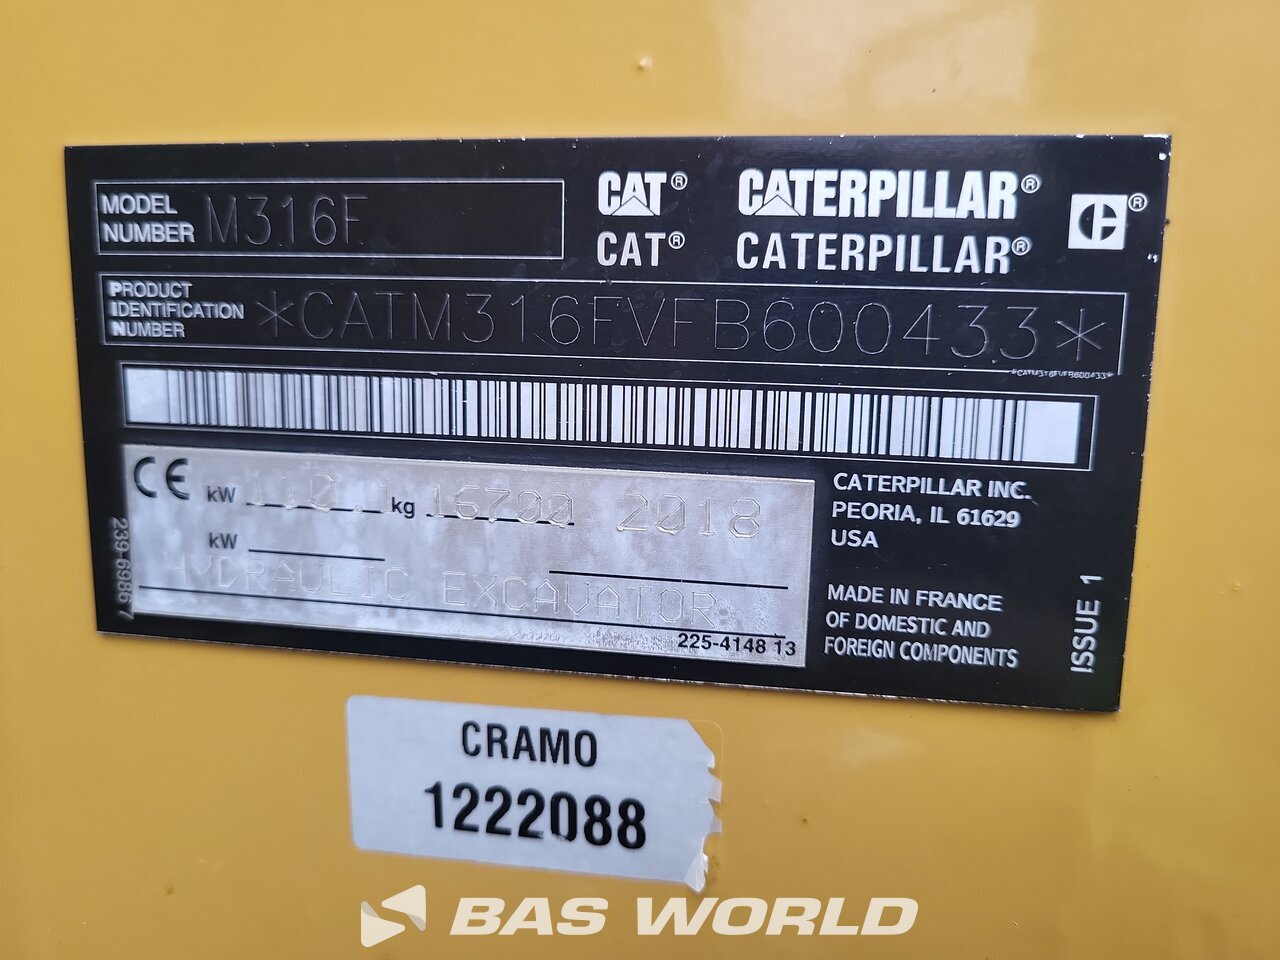 MODEL NUMBER M316F
CAT® CATERPILLAR® ®
CAT® CATERPILLAR®
PRODUCT IDENTIFICATION NUMBER *CATM316FVFB600433*
*CATM316FVFB600433*
CE kW 110.1 kg 16700 2018
kW
HYDRAULIC EXCAVATOR
225-4148 13
239-6986 7
CATERPILLAR INC.
PEORIA, IL 61629
USA
MADE IN FRANCE
OF DOMESTIC AND
FOREIGN COMPONENTS
ISSUE 1
CRAMO
1222088
BAS WORLD